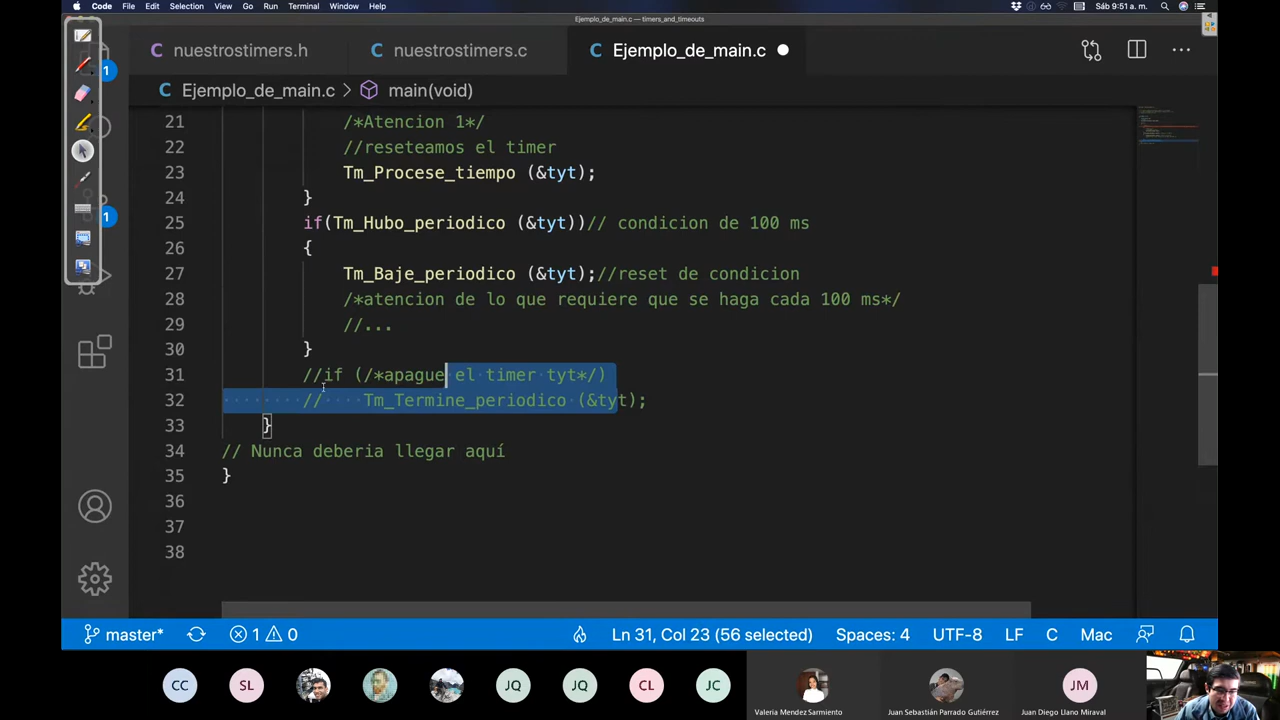 Code File Edit Selection View Go Run Terminal Window Help
Sáb 9:51 a. m.
Ejemplo_de_main.c — timers_and_timeouts
C nuestrostimers.h
C nuestrostimers.c
C Ejemplo_de_main.c
C Ejemplo_de_main.c > main(void)
1
1
21 /*Atencion 1*/
22 //reseteamos el timer
23 Tm_Procese_tiempo (&tyt);
24 }
25 if(Tm_Hubo_periodico (&tyt))// condicion de 100 ms
26 {
27 Tm_Baje_periodico (&tyt);//reset de condicion
28 /*atencion de lo que requiere que se haga cada 100 ms*/
29 //...
30 }
31 //if (/*apague el timer tyt*/)
32 // Tm_Termine_periodico (&tyt);
33 }
34 // Nunca deberia llegar aquí
35 }
36
37
38
master* 1 0 Ln 31, Col 23 (56 selected) Spaces: 4 UTF-8 LF C Mac
CC SL JQ JQ CL JC JM
Valeria Mendez Sarmiento Juan Sebastián Parrado Gutiérrez Juan Diego Llano Miraval